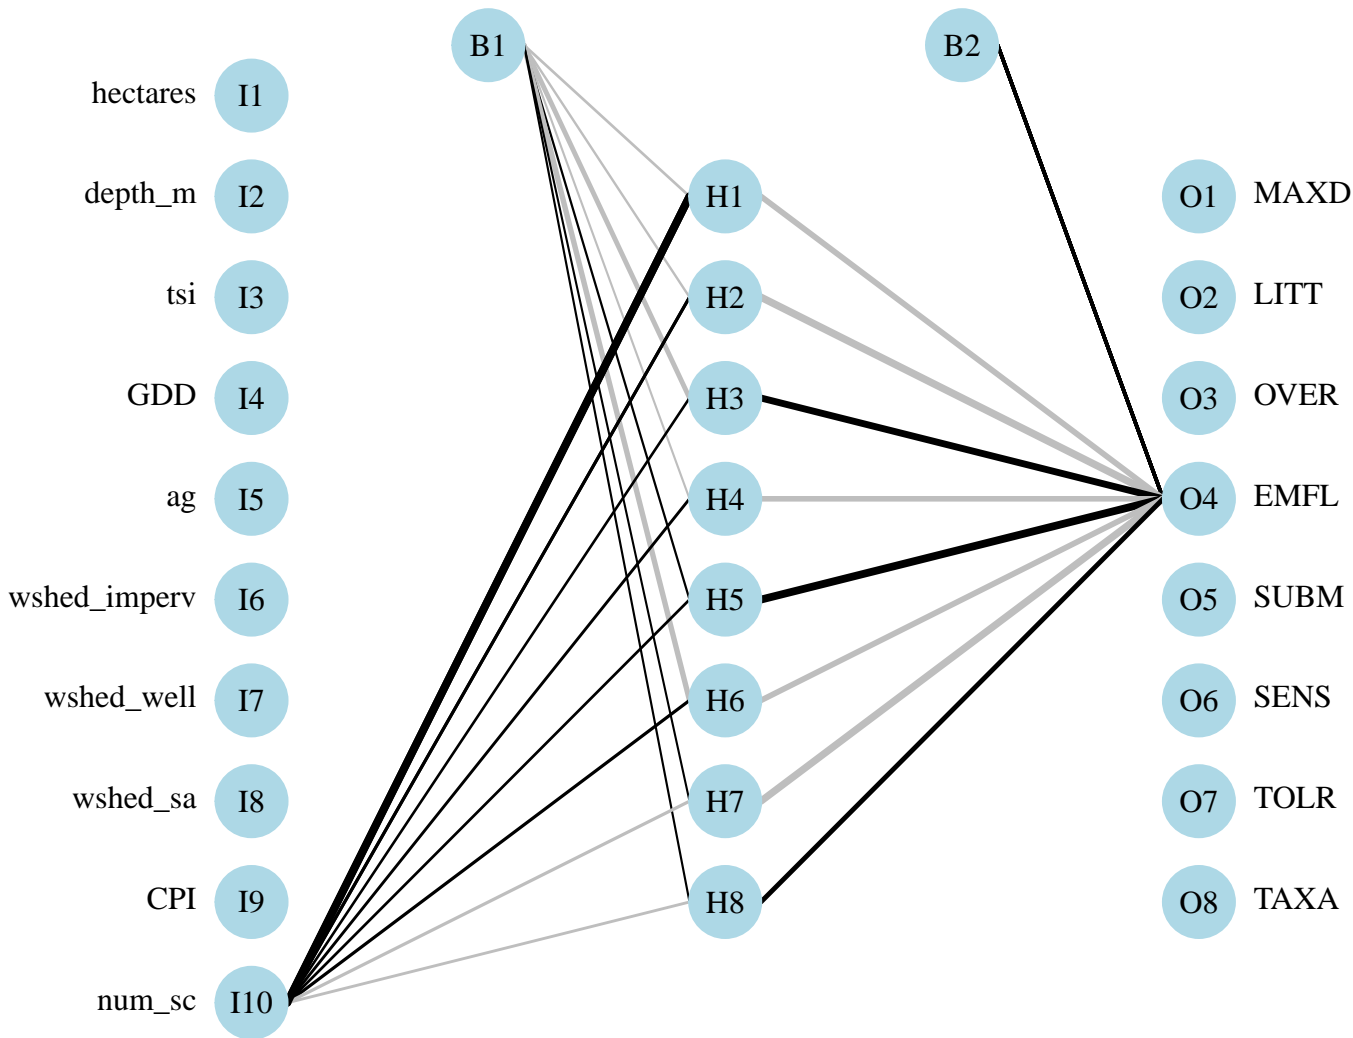 B1 B2
hectares I1
depth_m I2 H1 O1 MAXD
tsi I3 H2 O2 LITT
GDD I4 H3 O3 OVER
ag I5 H4 O4 EMFL
wshed_imperv I6 H5 O5 SUBM
wshed_well I7 H6 O6 SENS
wshed_sa I8 H7 O7 TOLR
CPI I9 H8 O8 TAXA
num_sc I10